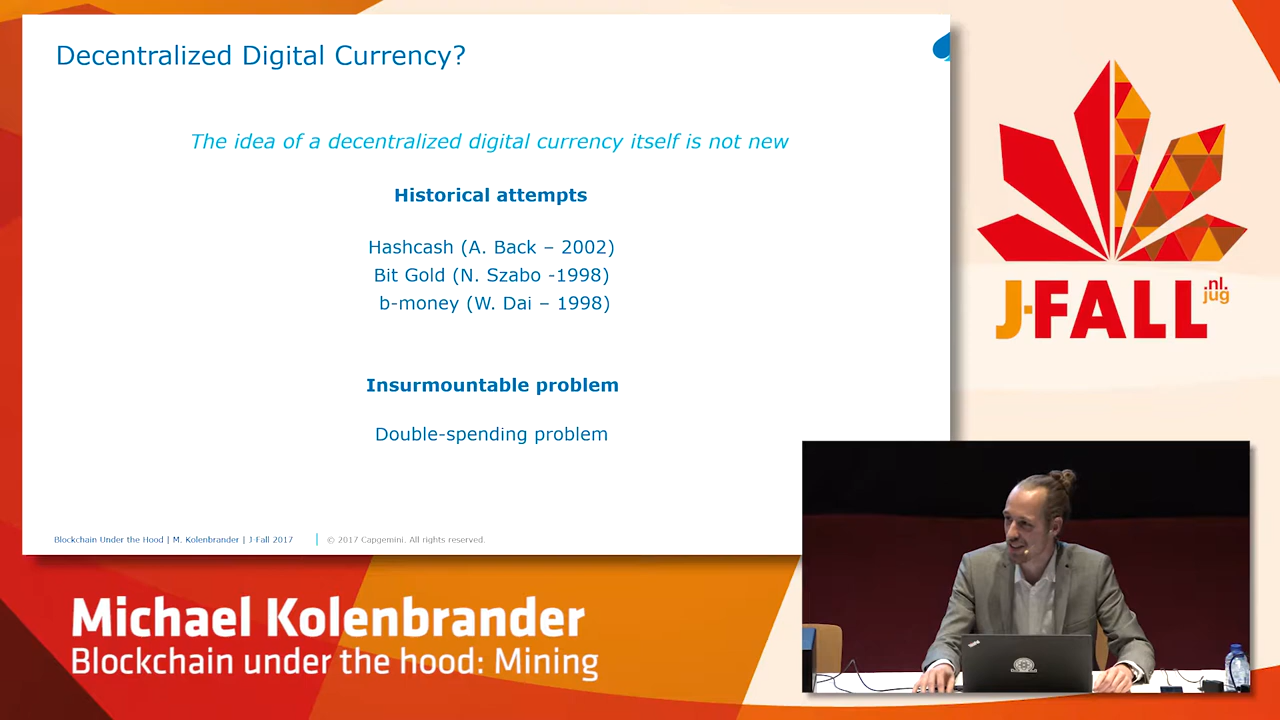 Decentralized Digital Currency?
The idea of a decentralized digital currency itself is not new
Historical attempts
Hashcash (A. Back – 2002)
Bit Gold (N. Szabo -1998)
b-money (W. Dai – 1998)
Insurmountable problem
Double-spending problem
Blockchain Under the Hood | M. Kolenbrander | J-Fall 2017
© 2017 Capgemini. All rights reserved.
J-FALL
.nl.
jug
Michael Kolenbrander
Blockchain under the hood: Mining